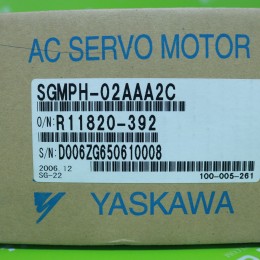 AC SERVO MOTOR
SGMPH-02AAA2C
O/N: R11820-392
S/N: D006ZG650610008
2006.12
SG-22 100-005-261
YASKAWA